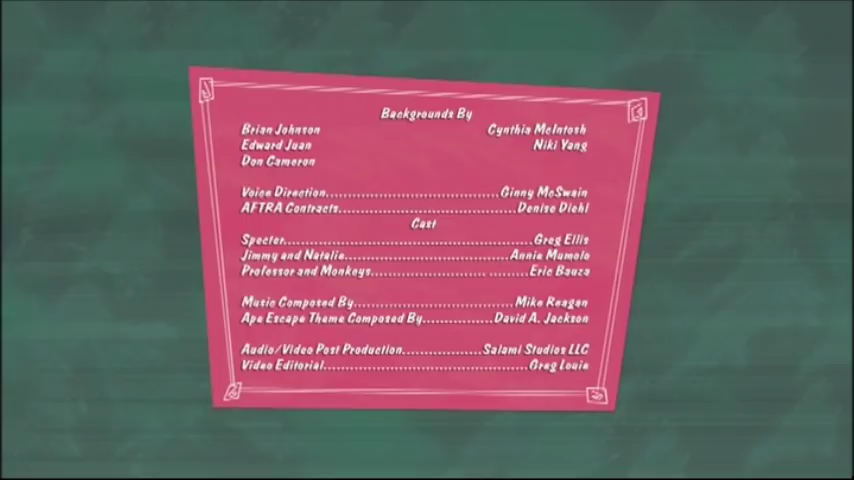 Backgrounds By
Brian Johnson Cynthia McIntosh
Edward Juan Niki Yang
Don Cameron
Voice Direction..................................Ginny McSwain
AFTRA Contracts...................................Denise Diehl
Cast
Specter..................................................Greg Ellis
Jimmy and Natalie.................................Annie Mumolo
Professor and Monkeys....................... ........Eric Bauza
Music Composed By................................Mike Reagan
Ape Escape Theme Composed By..............David A. Jackson
Audio/Video Post Production................Salami Studios LLC
Video Editorial.........................................Greg Louie